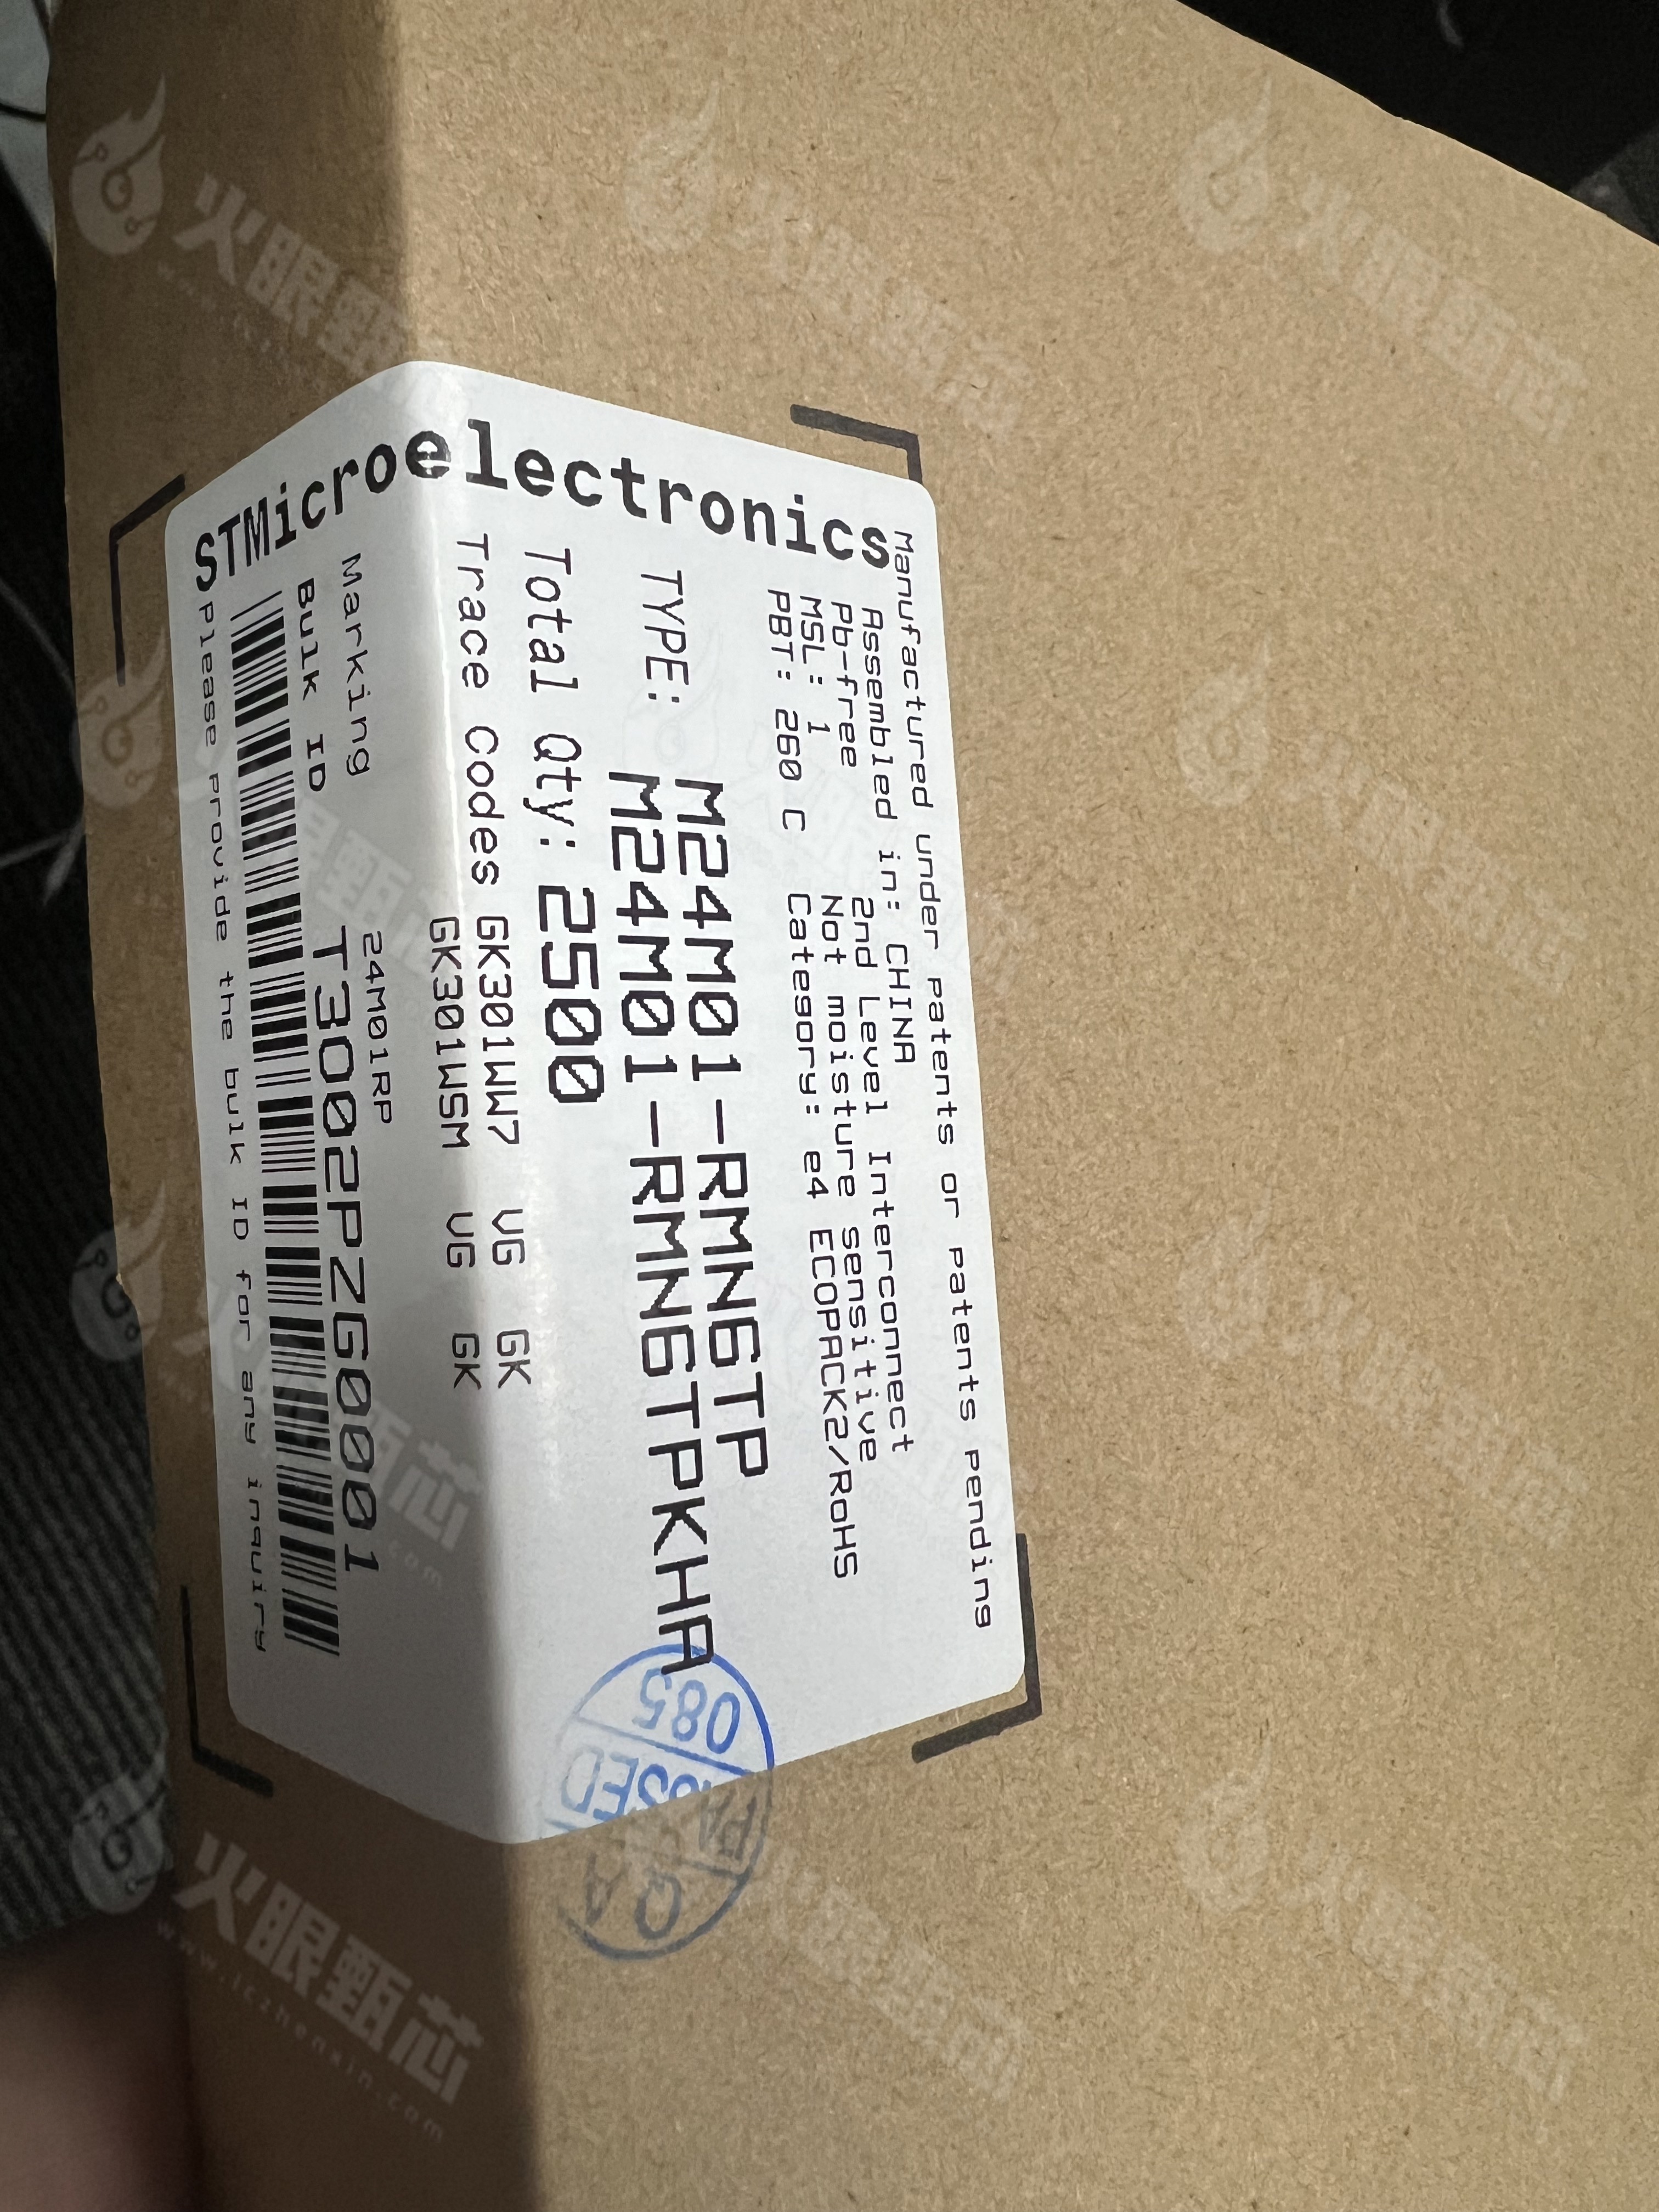 Manufactured under patents or patents pending
Assembled in: CHINA
Pb-free 2nd Level Interconnect
MSL: 1 Not moisture sensitive
PBT: 260 C Category: e4 ECOPACK2/RoHS
TYPE: M24M01-RMN6TP
M24M01-RMN6TPKHA
Total Qty: 2500
Trace Codes GK301WW7 VG GK
GK301WSM VG GK
Marking 24M01RP
Bulk ID T3002PZG0001
Please provide the bulk ID for any inquiry
STMicroelectronics
085
PASSED
火眼甄芯
www.iczhenxin.com